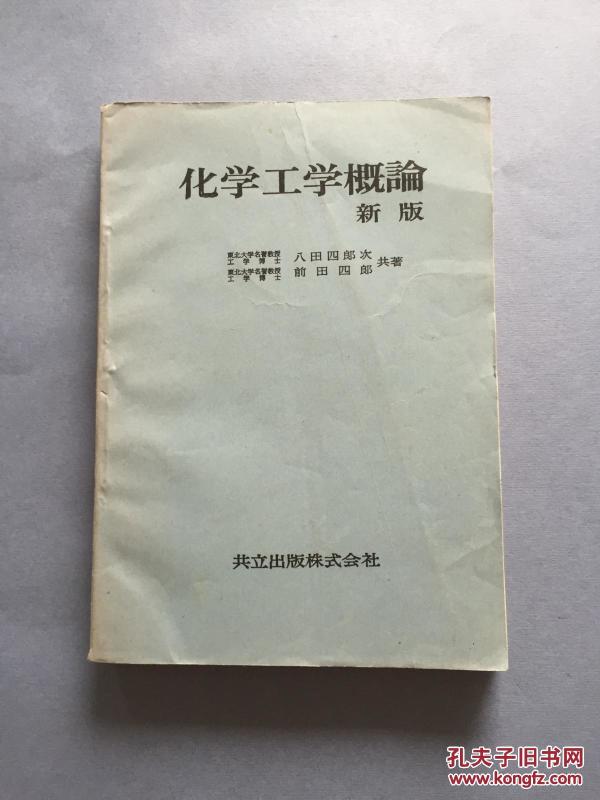 化学工学概論
新版
東北大学名誉教授
工学博士
八田四郎次
東北大学名誉教授
工学博士
前田四郎
共著
共立出版株式会社
孔夫子旧书网
www.kongfz.com